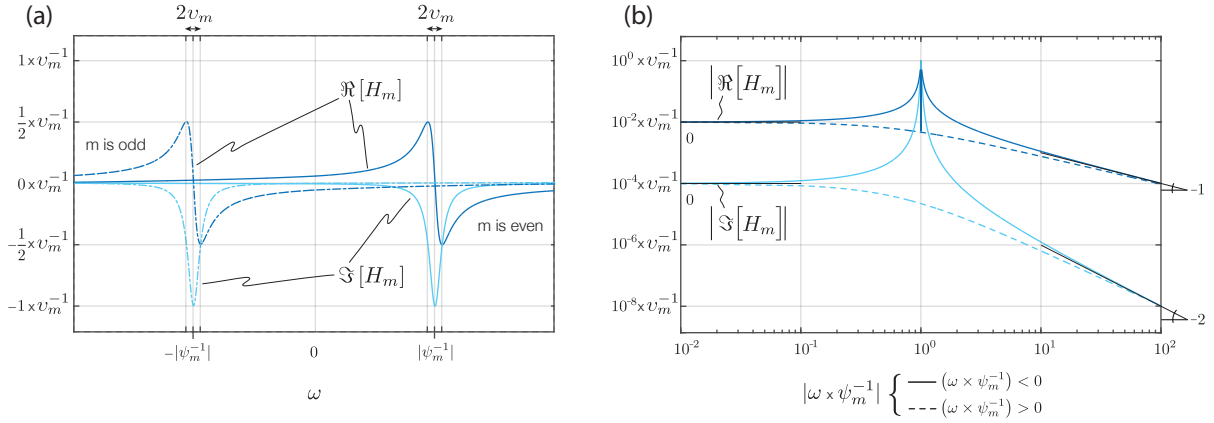 (a)
2υ_m 2υ_m
1 × υ_m^{-1}
ℜ[H_m]
1/2 × υ_m^{-1}
m is odd
0 × υ_m^{-1}
m is even
-1/2 × υ_m^{-1}
ℑ[H_m]
-1 × υ_m^{-1}
-|ψ_m^{-1}| 0 |ψ_m^{-1}|
ω
(b)
10^0 × υ_m^{-1}
|ℜ[H_m]|
10^{-2} × υ_m^{-1}
0
10^{-4} × υ_m^{-1}
0
-1
|ℑ[H_m]|
10^{-6} × υ_m^{-1}
10^{-8} × υ_m^{-1}
-2
10^{-2} 10^{-1} 10^0 10^1 10^2
|ω × ψ_m^{-1}| { (ω × ψ_m^{-1}) < 0
(ω × ψ_m^{-1}) > 0